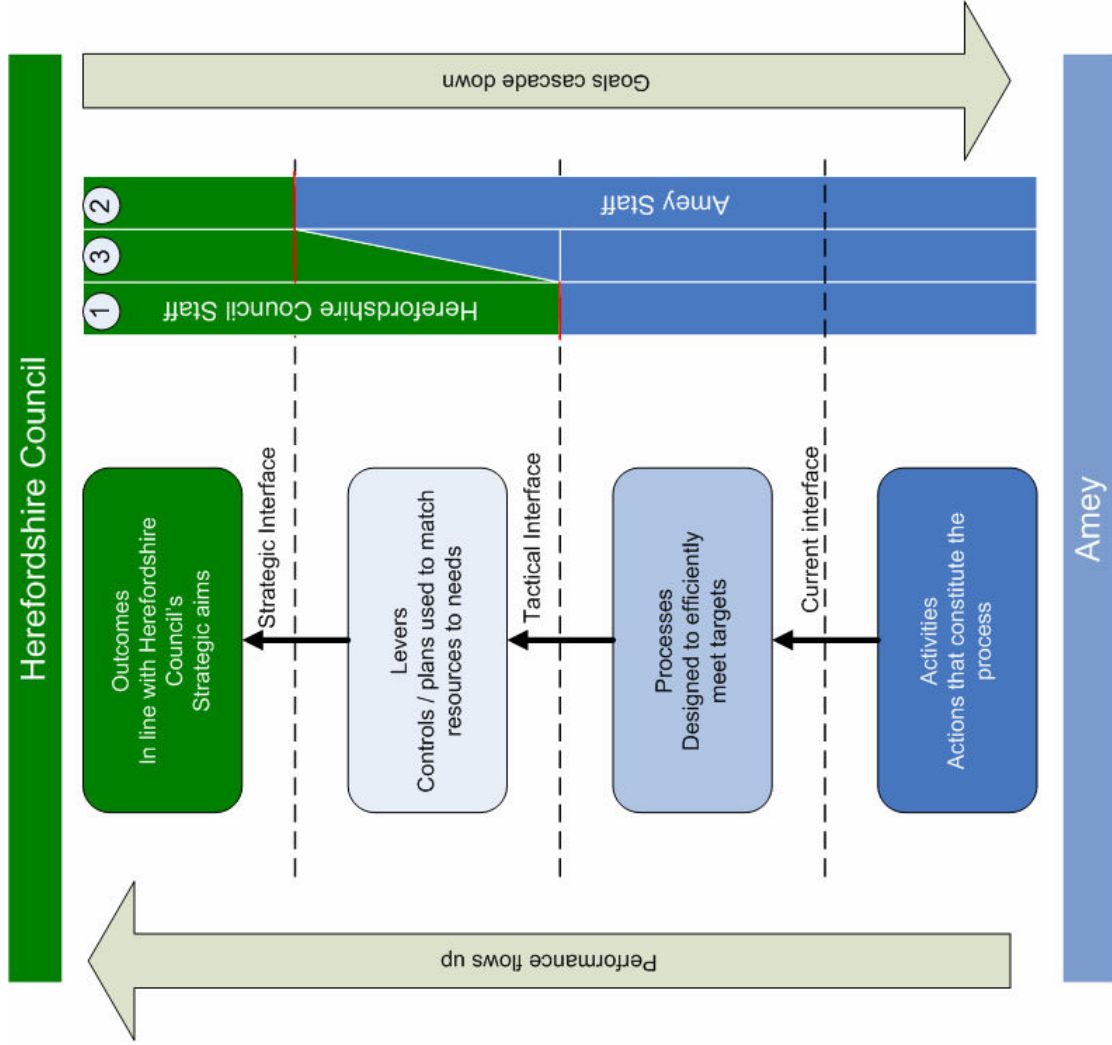 Herefordshire Council
Goals cascade down
2
3
1
Amey Staff
Herefordshire Council Staff
Outcomes
In line with Herefordshire
Council's
Strategic aims
Strategic Interface
Levers
Controls / plans used to match
resources to needs
Tactical Interface
Processes
Designed to efficiently
meet targets
Current interface
Activities
Actions that constitute the
process
Performance flows up
Amey